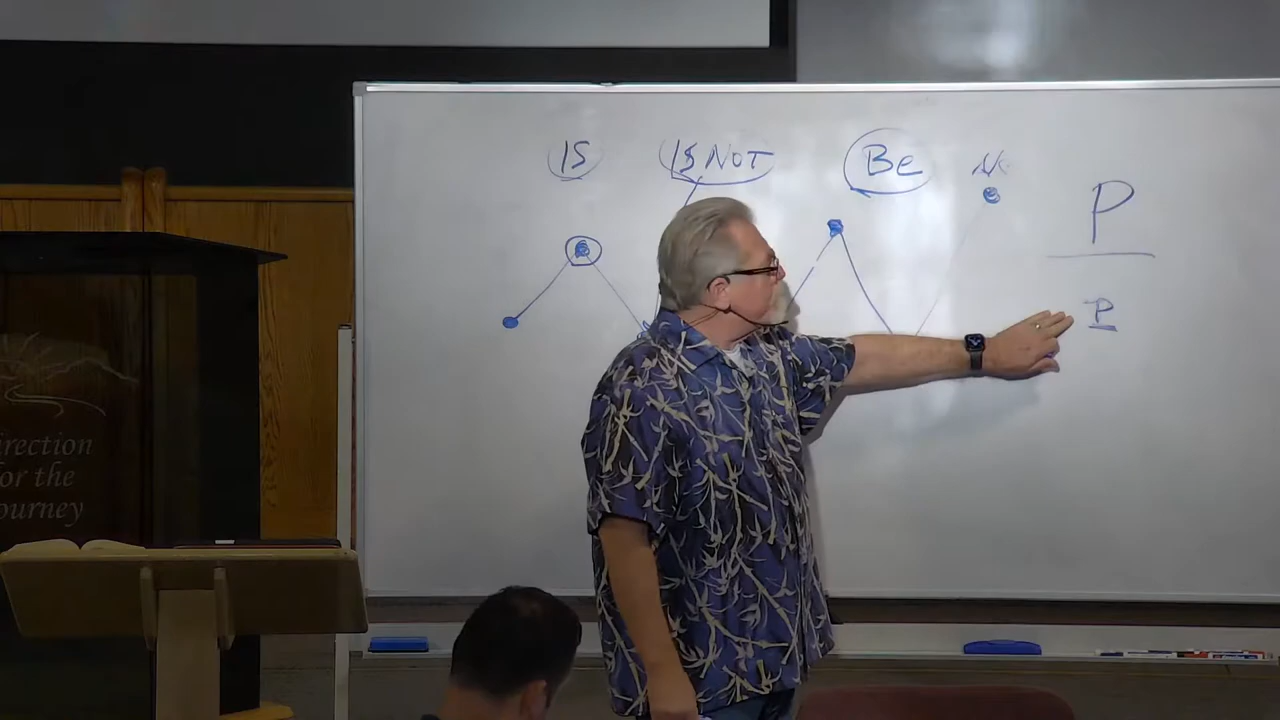 IS IS NOT Be
P
P
irection
or the
ourney